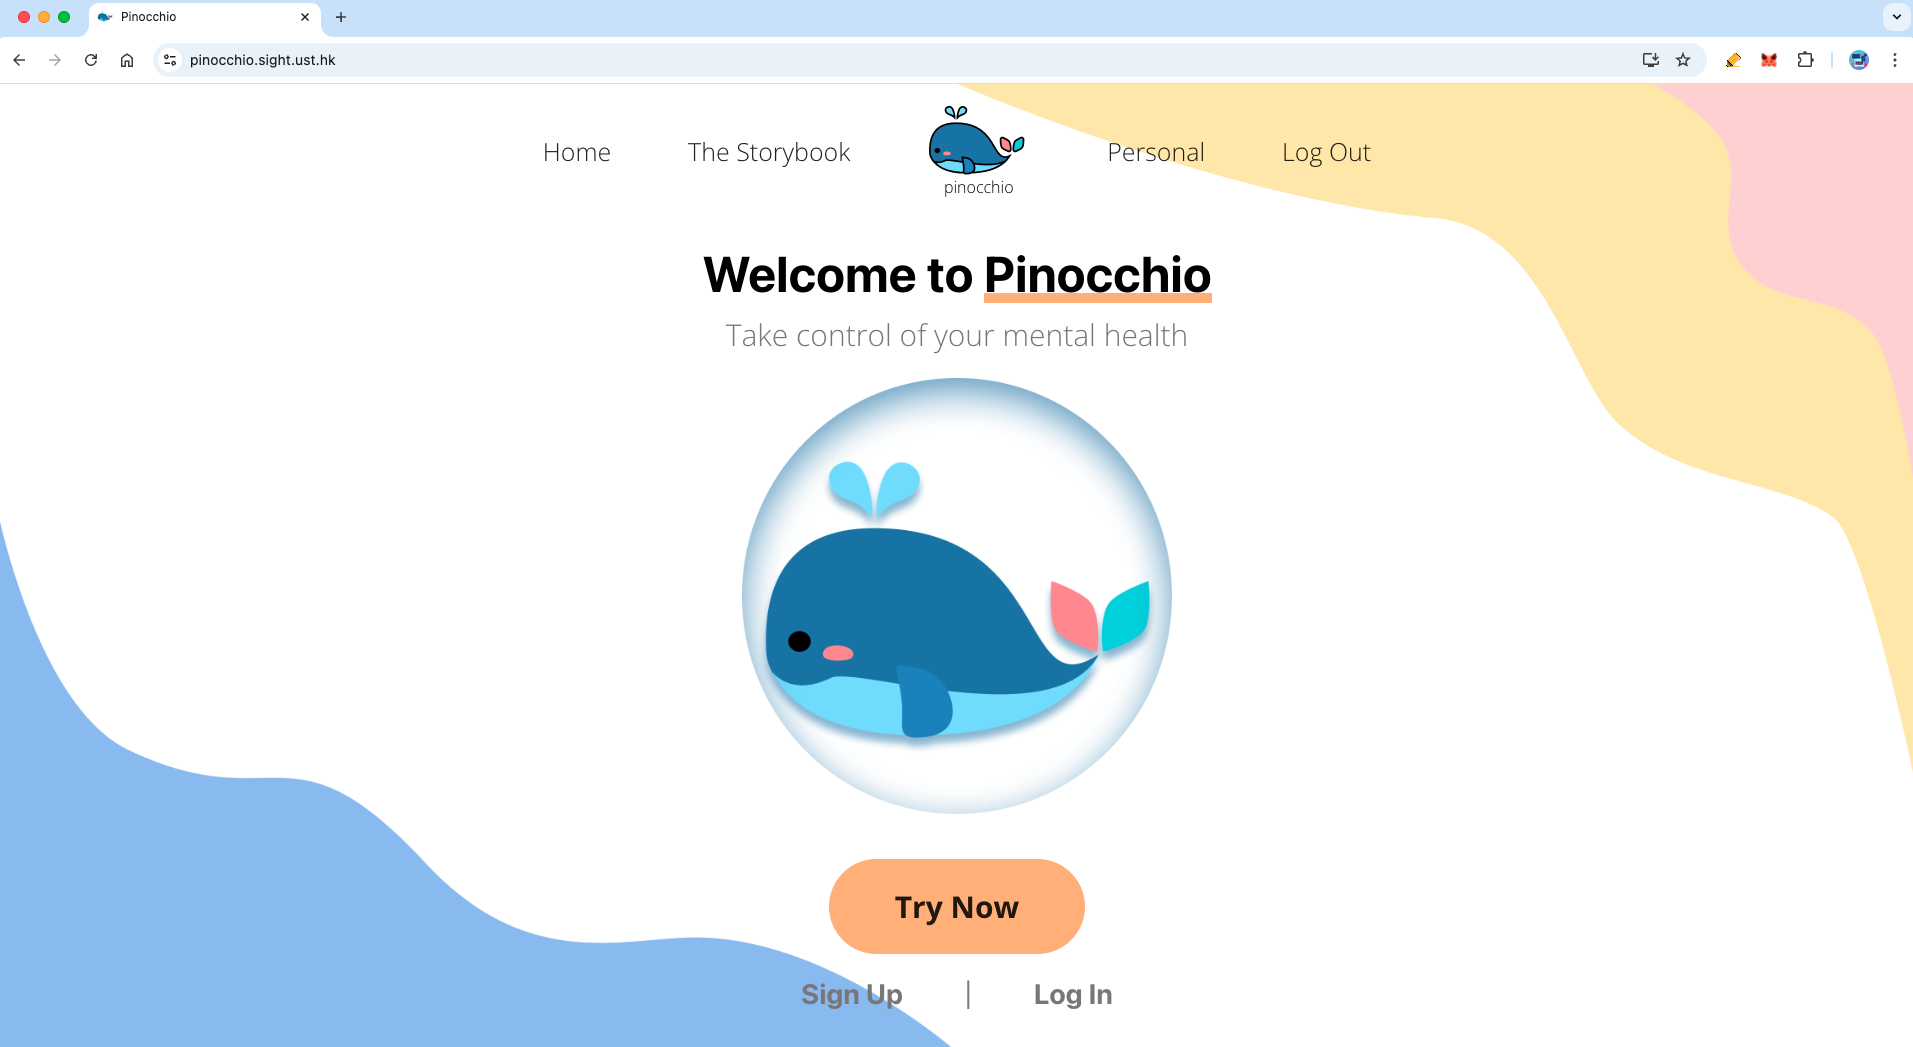 Pinocchio
pinocchio.sight.ust.hk
Home
The Storybook
pinocchio
Personal
Log Out
Welcome to Pinocchio
Take control of your mental health
Try Now
Sign Up | Log In